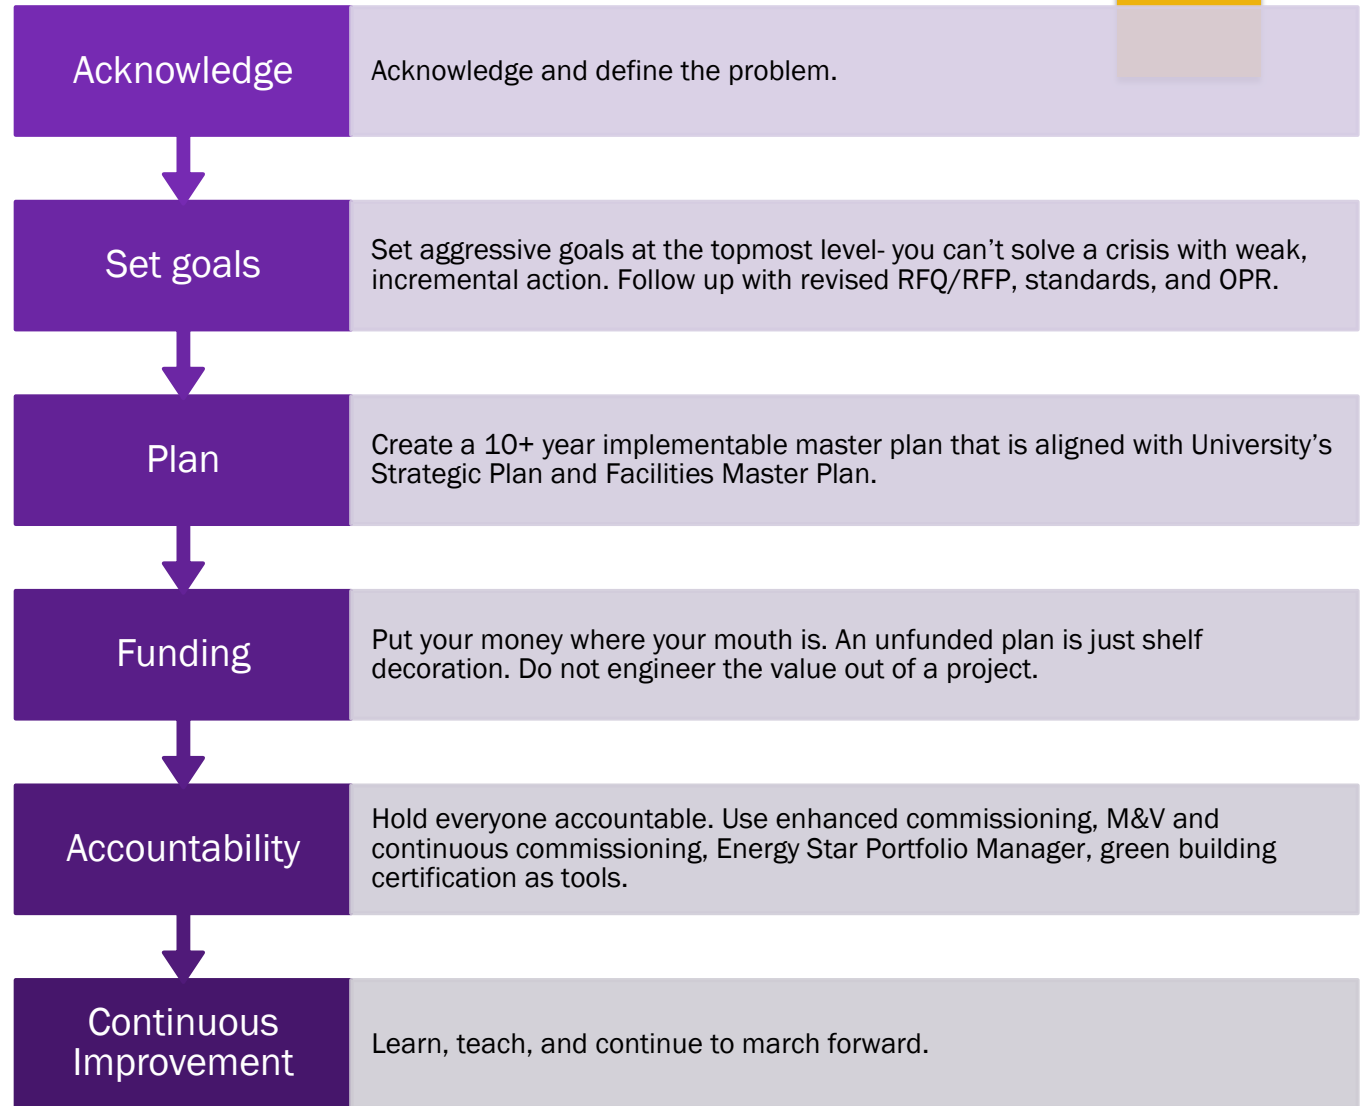 Acknowledge
Acknowledge and define the problem.
Set goals
Set aggressive goals at the topmost level- you can’t solve a crisis with weak,
incremental action. Follow up with revised RFQ/RFP, standards, and OPR.
Plan
Create a 10+ year implementable master plan that is aligned with University’s
Strategic Plan and Facilities Master Plan.
Funding
Put your money where your mouth is. An unfunded plan is just shelf
decoration. Do not engineer the value out of a project.
Accountability
Hold everyone accountable. Use enhanced commissioning, M&V and
continuous commissioning, Energy Star Portfolio Manager, green building
certification as tools.
Continuous
Improvement
Learn, teach, and continue to march forward.